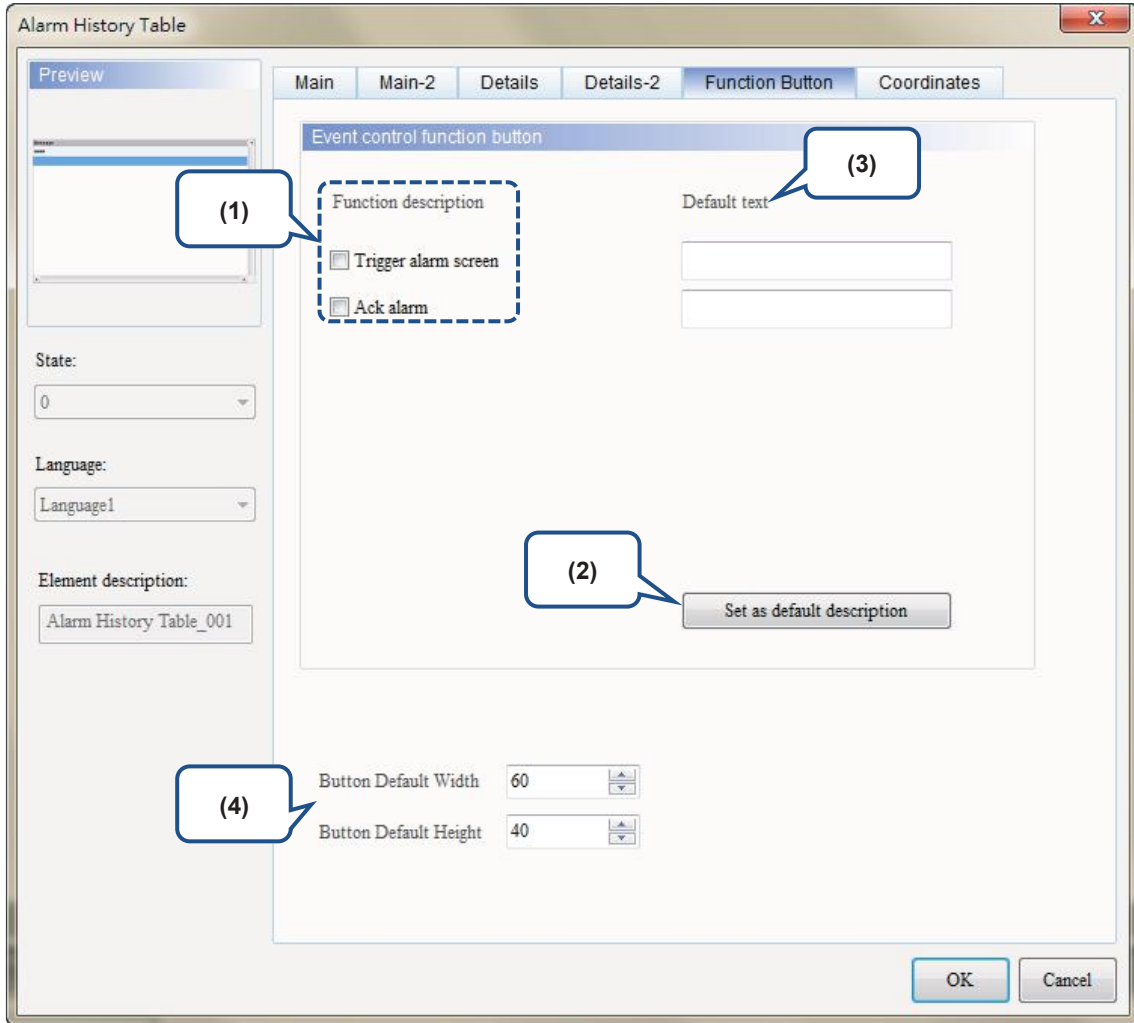 Alarm History Table
X
Preview
Message
State:
0
Language:
Language1
Element description:
Alarm History Table_001
Main Main-2 Details Details-2 Function Button Coordinates
Event control function button
(1)
(3)
Function description Default text
Trigger alarm screen
Ack alarm
(2)
Set as default description
(4)
Button Default Width 60
Button Default Height 40
OK Cancel